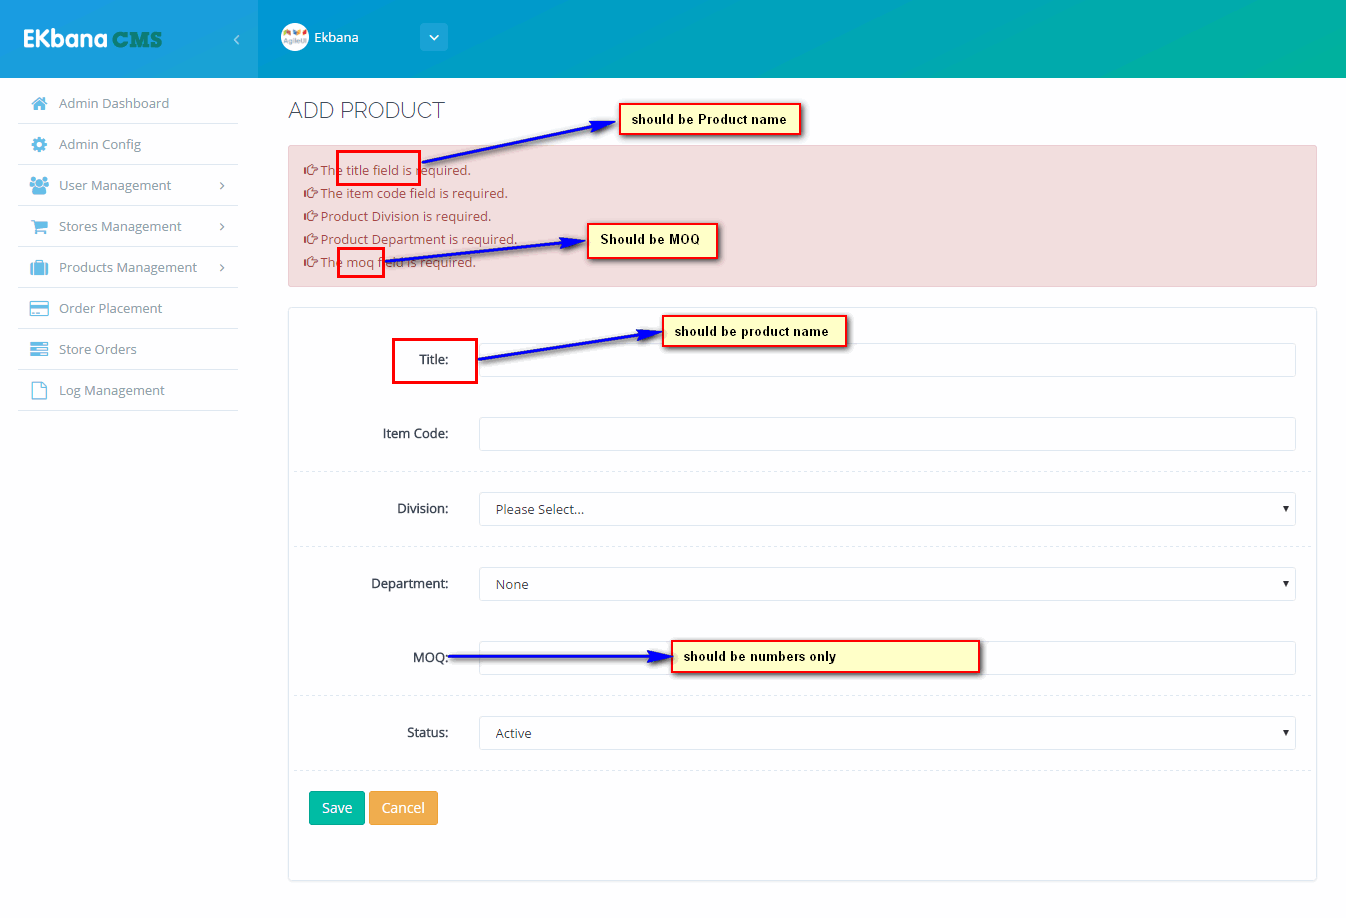 EKbana CMS
AgileUI
Ekbana
Admin Dashboard
Admin Config
User Management
Stores Management
Products Management
Order Placement
Store Orders
Log Management
ADD PRODUCT
should be Product name
The title field is required.
The item code field is required.
Product Division is required.
Product Department is required.
Should be MOQ
The moq field is required.
should be product name
Title:
Item Code:
Division:
Please Select...
Department:
None
MOQ:
should be numbers only
Status:
Active
Save
Cancel